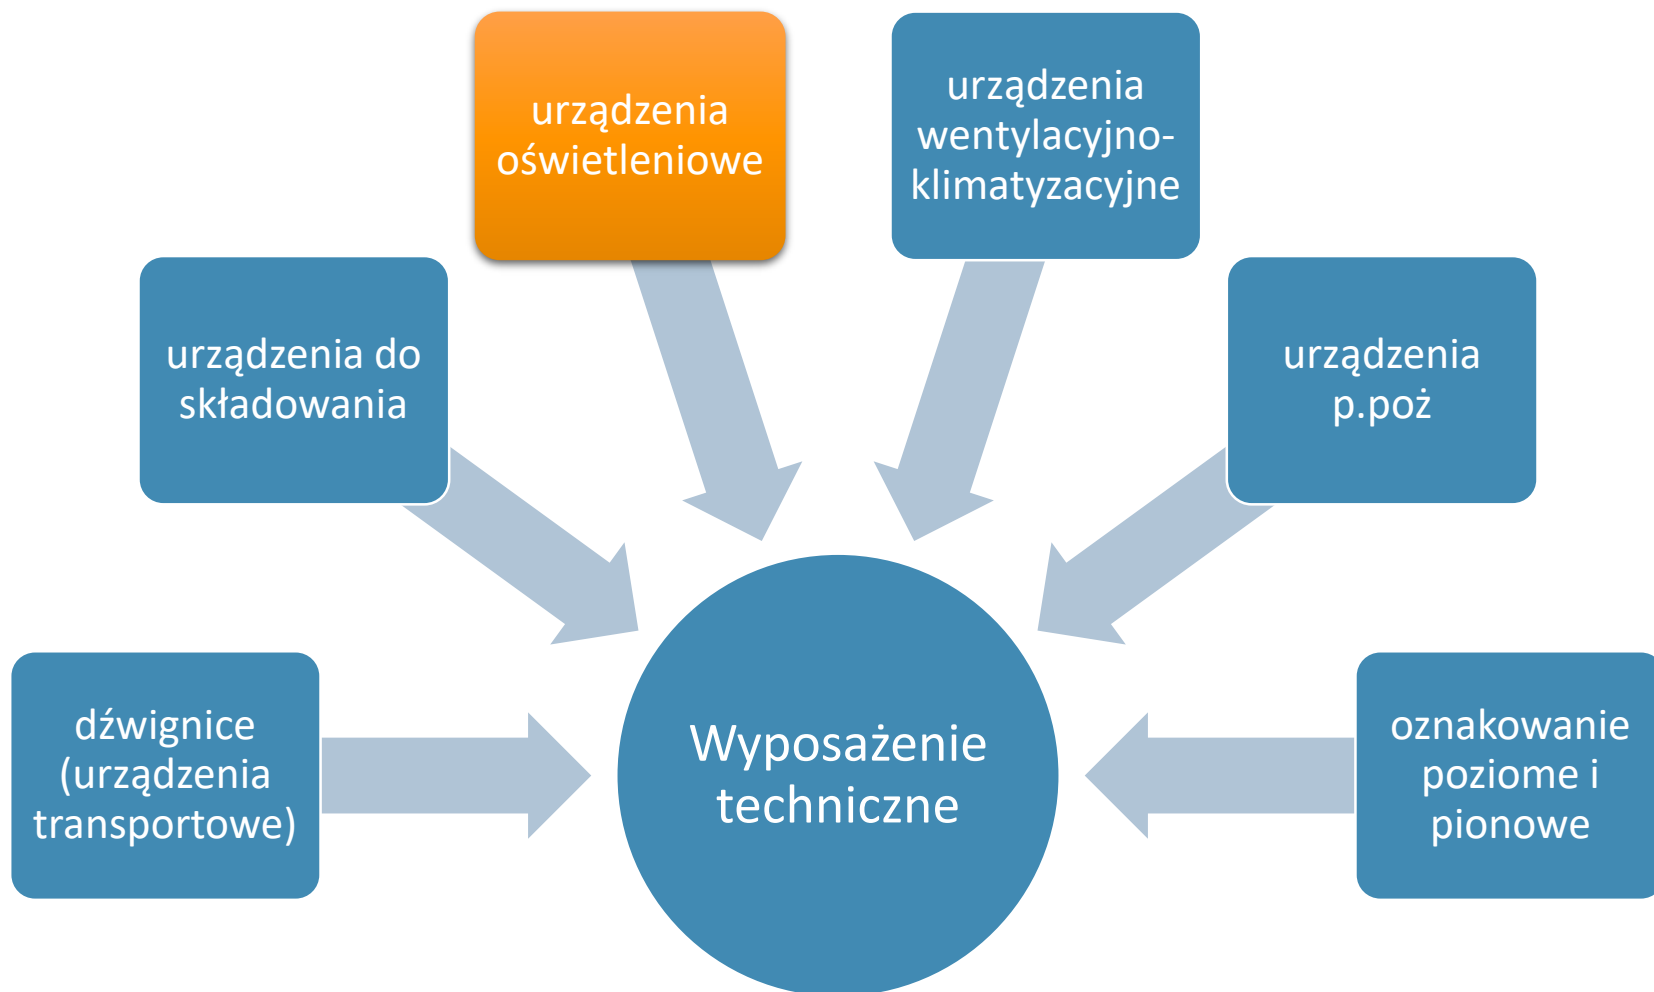 urządzenia
oświetleniowe
urządzenia
wentylacyjno-
klimatyzacyjne
urządzenia do
składowania
urządzenia
p.poż
dźwignice
(urządzenia
transportowe)
Wyposażenie
techniczne
oznakowanie
poziome i
pionowe